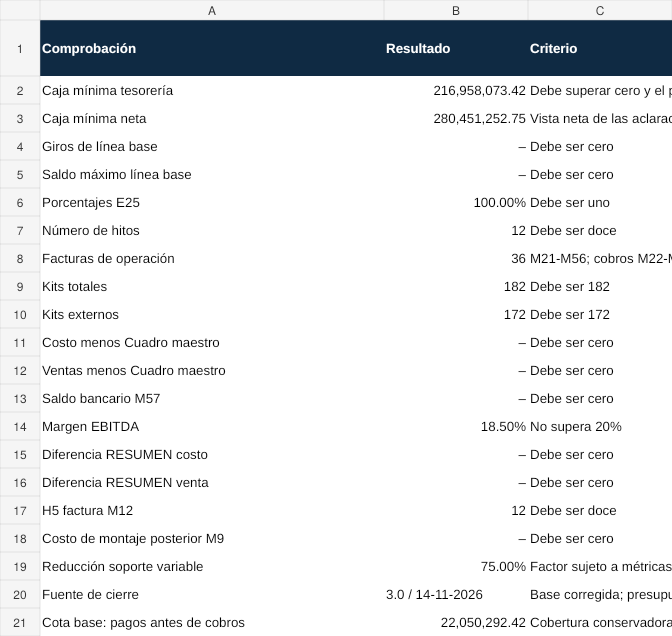 A B C
1 Comprobación Resultado Criterio
2 Caja mínima tesorería 216,958,073.42 Debe superar cero y el
3 Caja mínima neta 280,451,252.75 Vista neta de las
4 Giros de línea base – Debe ser cero
5 Saldo máximo línea base – Debe ser cero
6 Porcentajes E25 100.00% Debe ser uno
7 Número de hitos 12 Debe ser doce
8 Facturas de operación 36 M21-M56; cobros
9 Kits totales 182 Debe ser 182
10 Kits externos 172 Debe ser 172
11 Costo menos Cuadro maestro – Debe ser cero
12 Ventas menos Cuadro maestro – Debe ser cero
13 Saldo bancario M57 – Debe ser cero
14 Margen EBITDA 18.50% No supera 20%
15 Diferencia RESUMEN costo – Debe ser cero
16 Diferencia RESUMEN venta – Debe ser cero
17 H5 factura M12 12 Debe ser doce
18 Costo de montaje posterior M9 – Debe ser cero
19 Reducción soporte variable 75.00% Factor sujeto a métricas
20 Fuente de cierre 3.0 / 14-11-2026 Base corregida;
21 Cota base: pagos antes de cobros 22,050,292.42 Cobertura conservadora